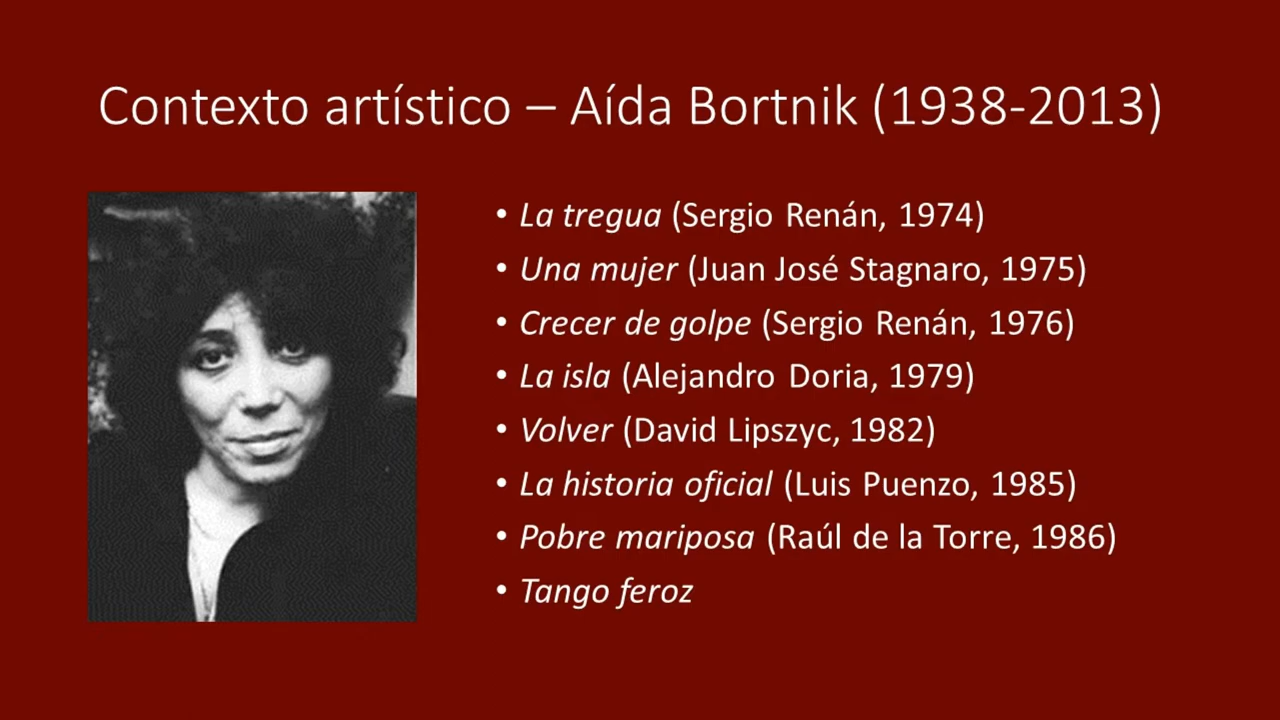 Contexto artístico – Aída Bortnik (1938-2013)
• La tregua (Sergio Renán, 1974)
• Una mujer (Juan José Stagnaro, 1975)
• Crecer de golpe (Sergio Renán, 1976)
• La isla (Alejandro Doria, 1979)
• Volver (David Lipszyc, 1982)
• La historia oficial (Luis Puenzo, 1985)
• Pobre mariposa (Raúl de la Torre, 1986)
• Tango feroz